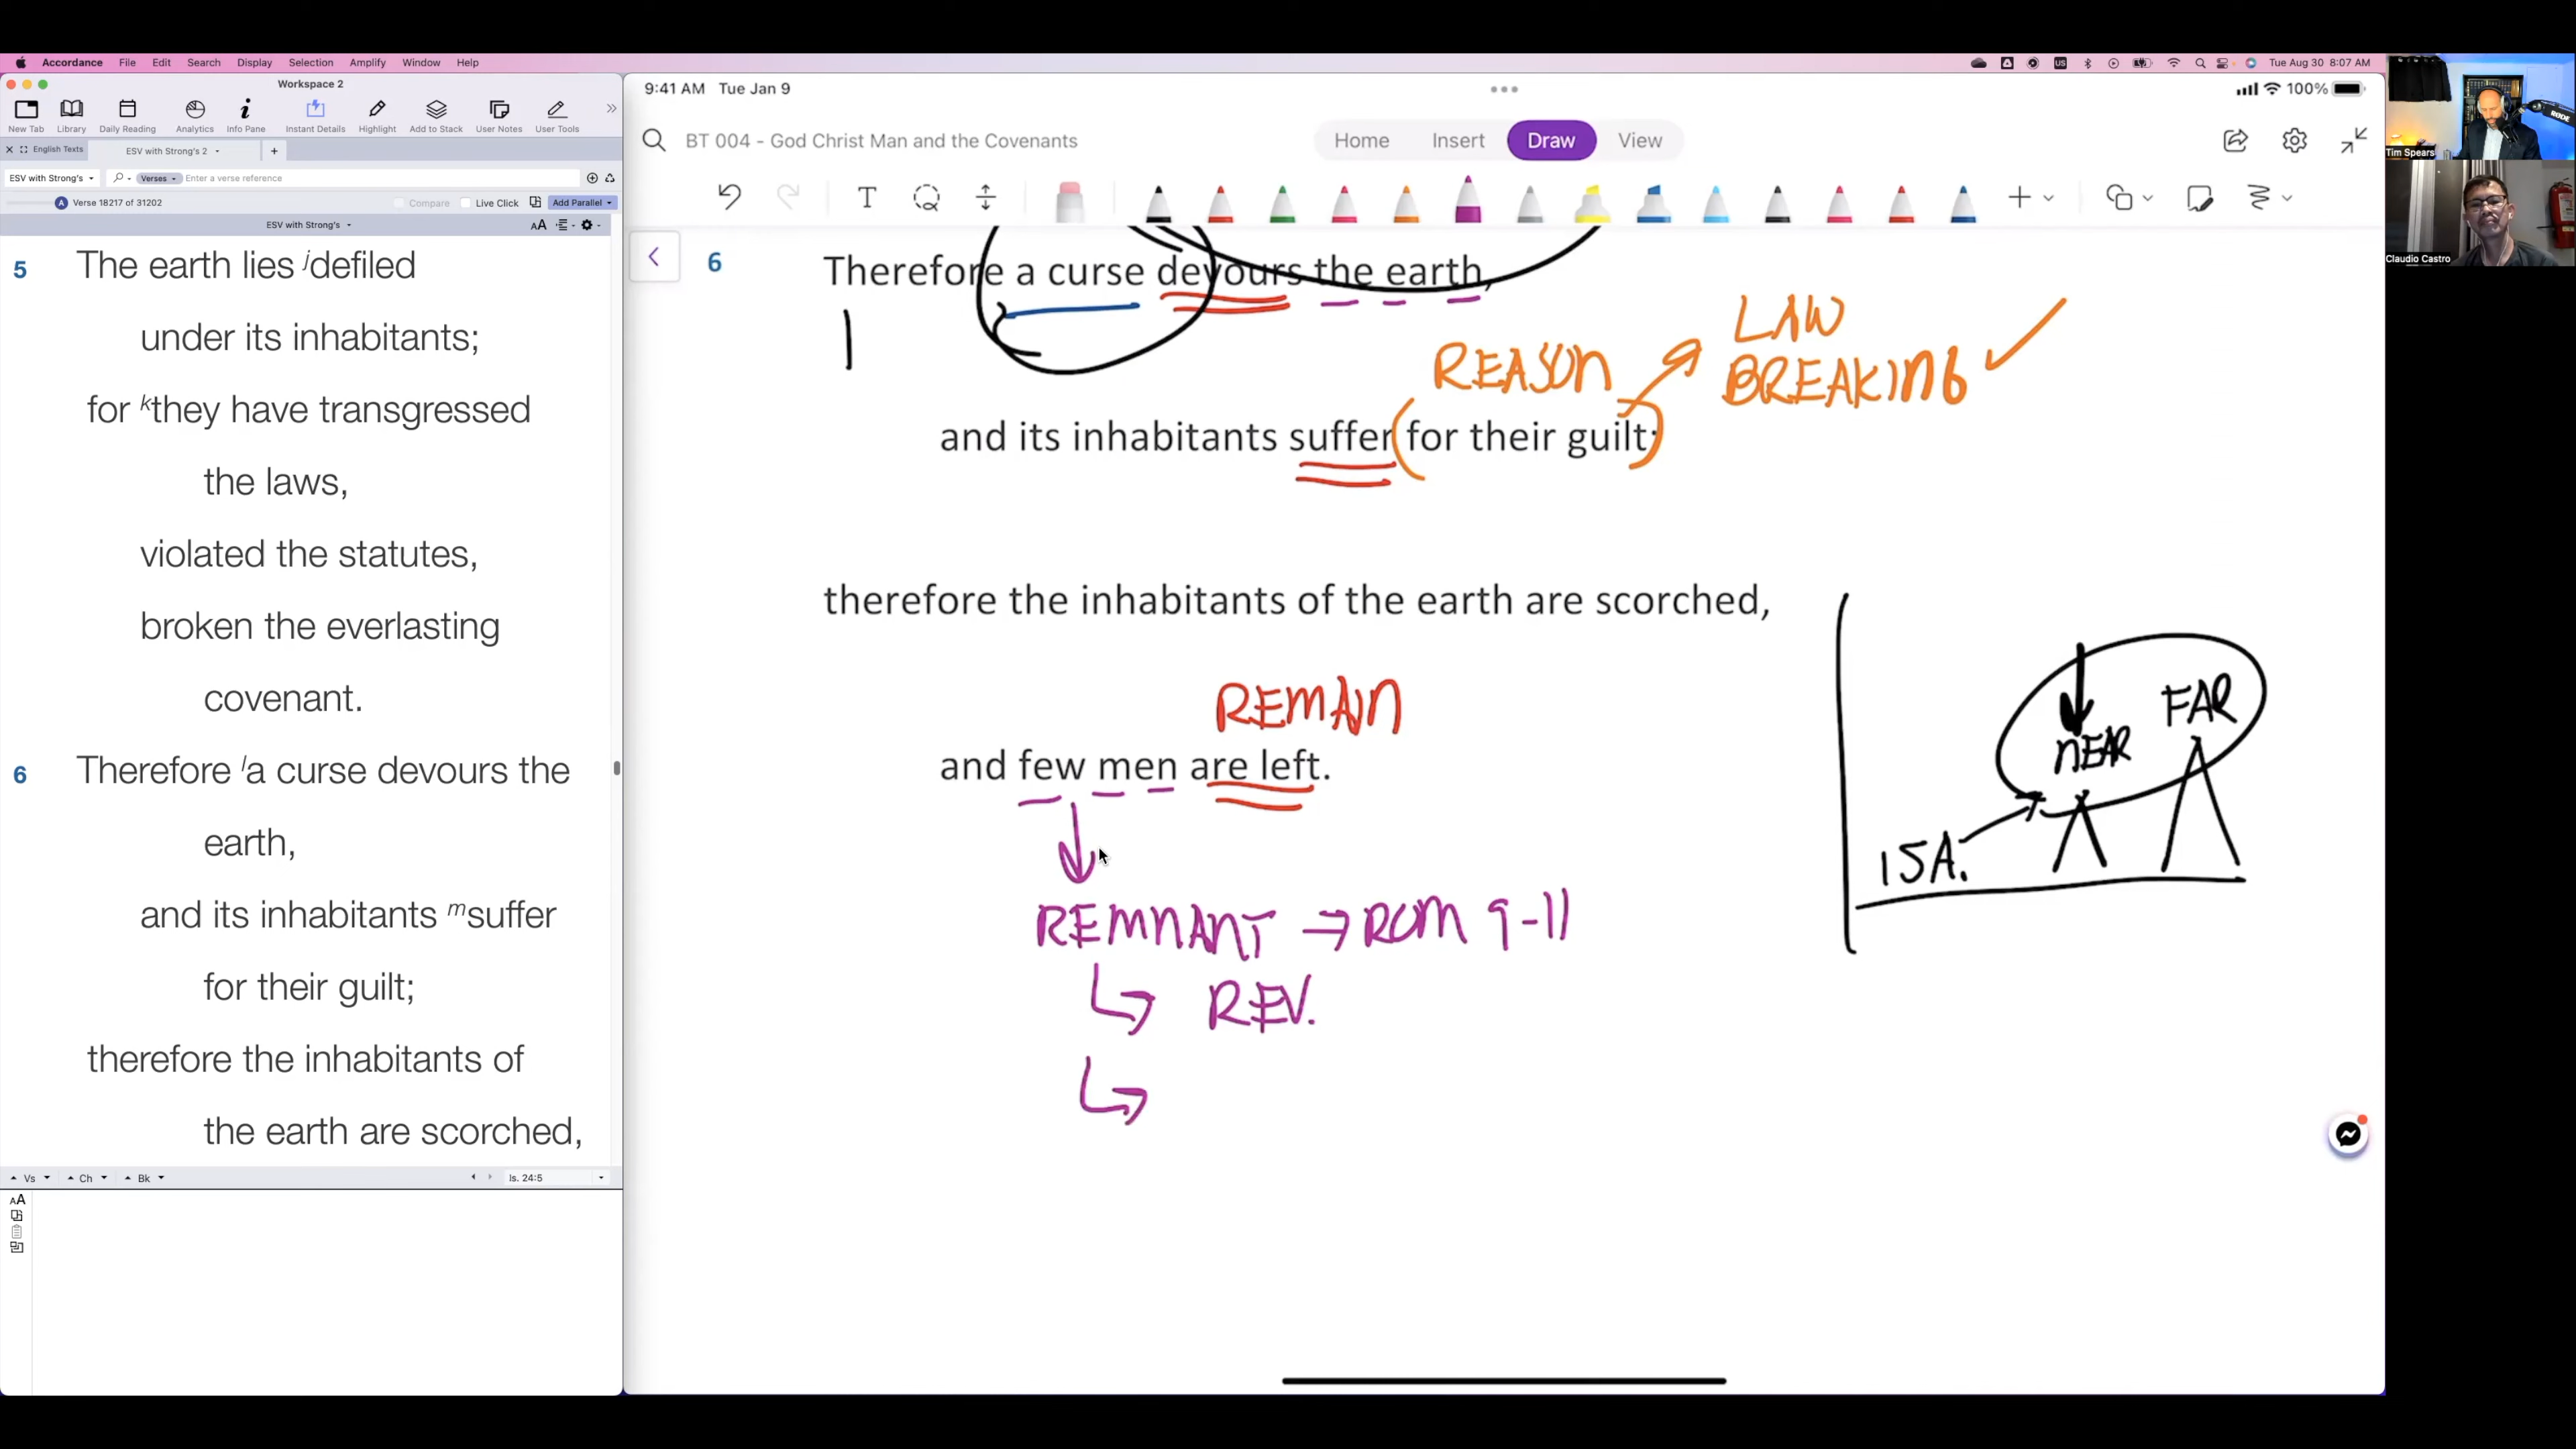 Accordance File Edit Search Display Selection Amplify Window Help
Tue Aug 30 8:07 AM
Workspace 2
New Tab Library Daily Reading Analytics Info Pane Instant Details Highlight Add to Stack User Notes User Tools
English Texts ESV with Strong's 2
ESV with Strong's Verses Enter a verse reference
Verse 18217 of 31202 Compare Live Click Add Parallel
ESV with Strong's
5 The earth lies j defiled
under its inhabitants;
for k they have transgressed
the laws,
violated the statutes,
broken the everlasting
covenant.
6 Therefore l a curse devours the
earth,
and its inhabitants m suffer
for their guilt;
therefore the inhabitants of
the earth are scorched,
Vs Ch Bk Is. 24:5
9:41 AM Tue Jan 9
100%
BT 004 - God Christ Man and the Covenants
Home Insert Draw View
6 Therefore a curse devours the earth,
LAW
REASON BREAKING
and its inhabitants suffer for their guilt;
therefore the inhabitants of the earth are scorched,
REMAIN
and few men are left.
REMNANT → ROM 9-11
REV.
NEAR FAR
ISA.
Tim Spears
RØDE
Claudio Castro